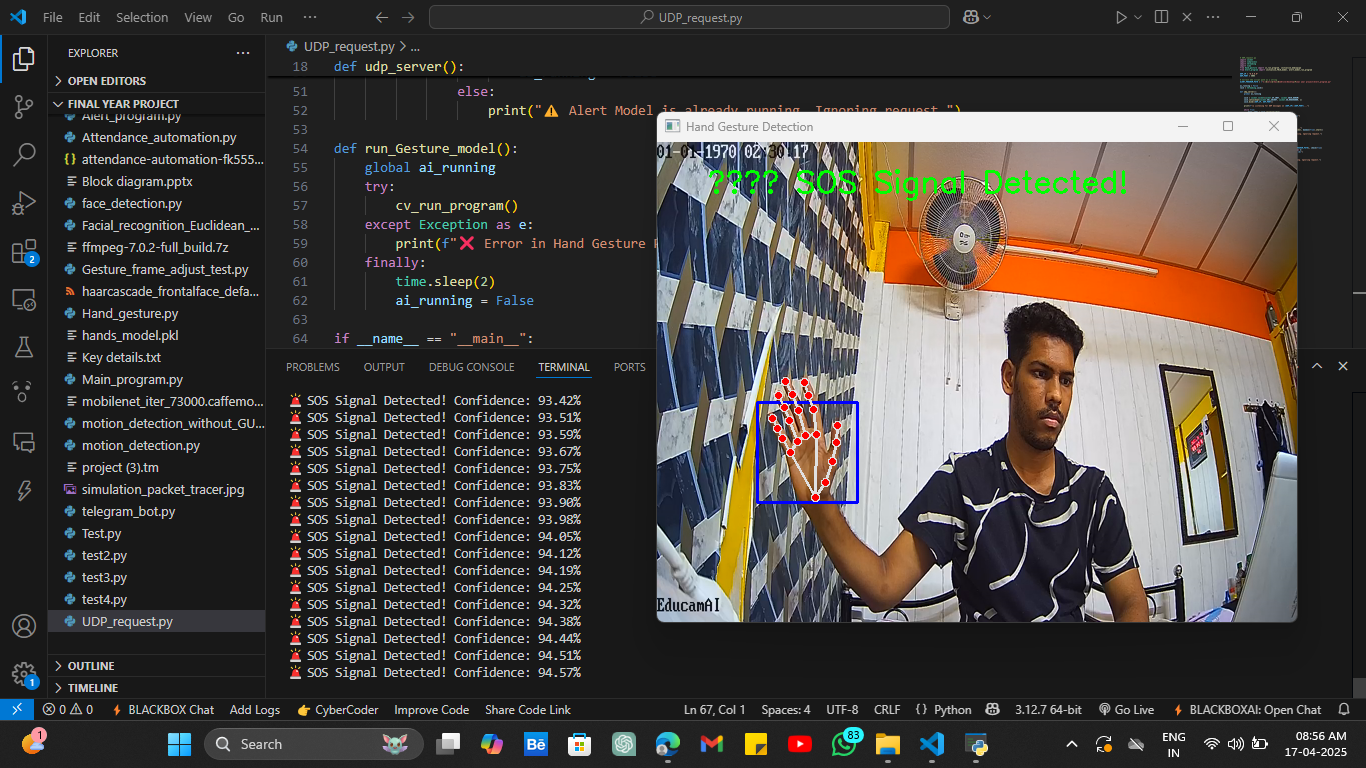 File Edit Selection View Go Run ··· UDP_request.py
EXPLORER ···
OPEN EDITORS
FINAL YEAR PROJECT
Alert_program.py
Attendance_automation.py
attendance-automation-fk555...
Block diagram.pptx
face_detection.py
Facial_recognition_Euclidean_...
ffmpeg-7.0.2-full_build.7z
Gesture_frame_adjust_test.py
haarcascade_frontalface_defa...
Hand_gesture.py
hands_model.pkl
Key details.txt
Main_program.py
mobilenet_iter_73000.caffemo...
motion_detection_without_GU...
motion_detection.py
project (3).tm
simulation_packet_tracer.jpg
telegram_bot.py
Test.py
test2.py
test3.py
test4.py
UDP_request.py
OUTLINE
TIMELINE
2
1
UDP_request.py > ...
18 def udp_server():
51 else:
52 print("⚠️ Alert Model is already running. Ignoring request.")
53
54 def run_Gesture_model():
55 global ai_running
56 try:
57 cv_run_program()
58 except Exception as e:
59 print(f"❌ Error in Hand Gesture
60 finally:
61 time.sleep(2)
62 ai_running = False
63
64 if __name__ == "__main__":
PROBLEMS OUTPUT DEBUG CONSOLE TERMINAL PORTS
🚨 SOS Signal Detected! Confidence: 93.42%
🚨 SOS Signal Detected! Confidence: 93.51%
🚨 SOS Signal Detected! Confidence: 93.59%
🚨 SOS Signal Detected! Confidence: 93.67%
🚨 SOS Signal Detected! Confidence: 93.75%
🚨 SOS Signal Detected! Confidence: 93.83%
🚨 SOS Signal Detected! Confidence: 93.90%
🚨 SOS Signal Detected! Confidence: 93.98%
🚨 SOS Signal Detected! Confidence: 94.05%
🚨 SOS Signal Detected! Confidence: 94.12%
🚨 SOS Signal Detected! Confidence: 94.19%
🚨 SOS Signal Detected! Confidence: 94.25%
🚨 SOS Signal Detected! Confidence: 94.32%
🚨 SOS Signal Detected! Confidence: 94.38%
🚨 SOS Signal Detected! Confidence: 94.44%
🚨 SOS Signal Detected! Confidence: 94.51%
🚨 SOS Signal Detected! Confidence: 94.57%
Hand Gesture Detection
01-01-1970 02:30:17
???? SOS Signal Detected!
EducamAI
0 0 BLACKBOX Chat Add Logs 👉 CyberCoder Improve Code Share Code Link Ln 67, Col 1 Spaces: 4 UTF-8 CRLF {} Python 3.12.7 64-bit Go Live BLACKBOXAI: Open Chat
1 Search Bē 83 ENG IN 08:56 AM
17-04-2025